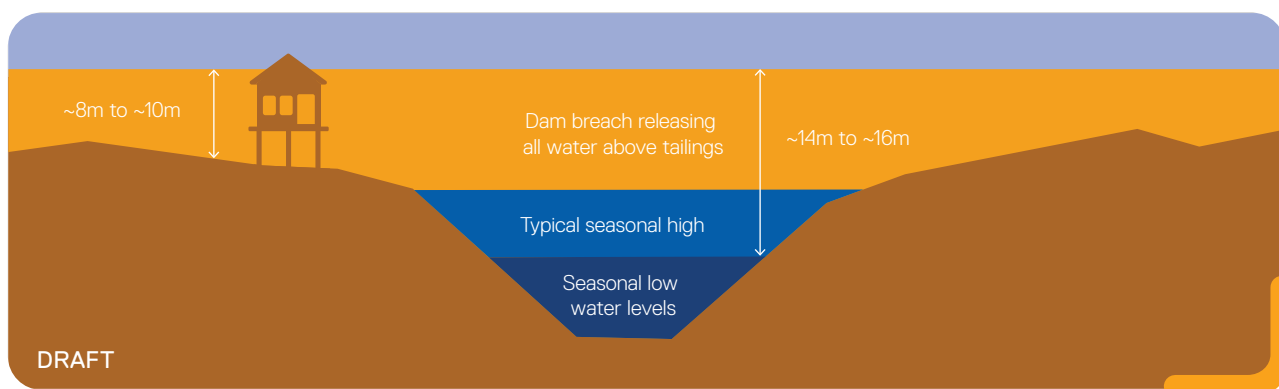 ~8m to ~10m
Dam breach releasing
all water above tailings
~14m to ~16m
Typical seasonal high
Seasonal low
water levels
DRAFT